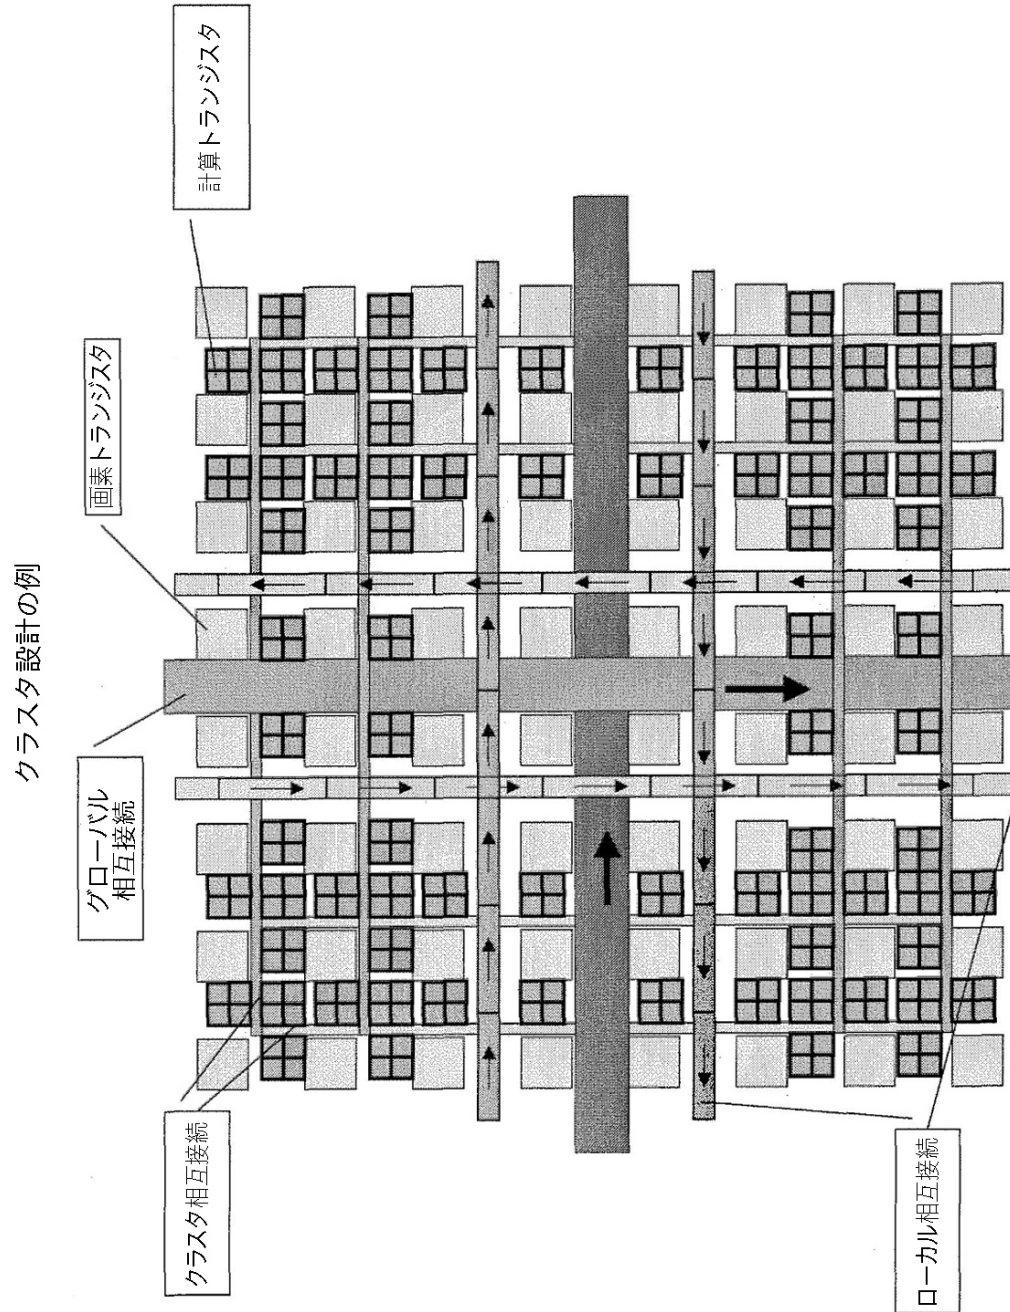 クラスタ設計の例
クラスタ相互接続
グローバル
相互接続
画素トランジスタ
計算トランジスタ
ローカル相互接続